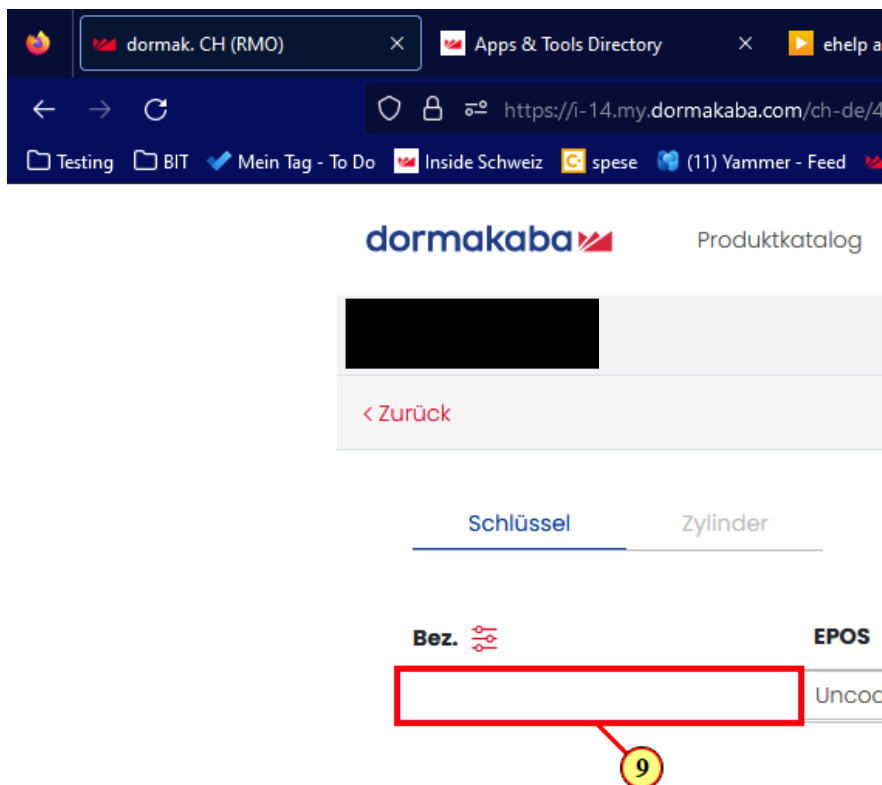 dormak. CH (RMO)
Apps & Tools Directory
ehelp a
https://i-14.my.dormakaba.com/ch-de/4
Testing
BIT
Mein Tag - To Do
Inside Schweiz
spese
(11) Yammer - Feed
dormakaba
Produktkatalog
< Zurück
Schlüssel
Zylinder
Bez.
EPOS
Uncod
9